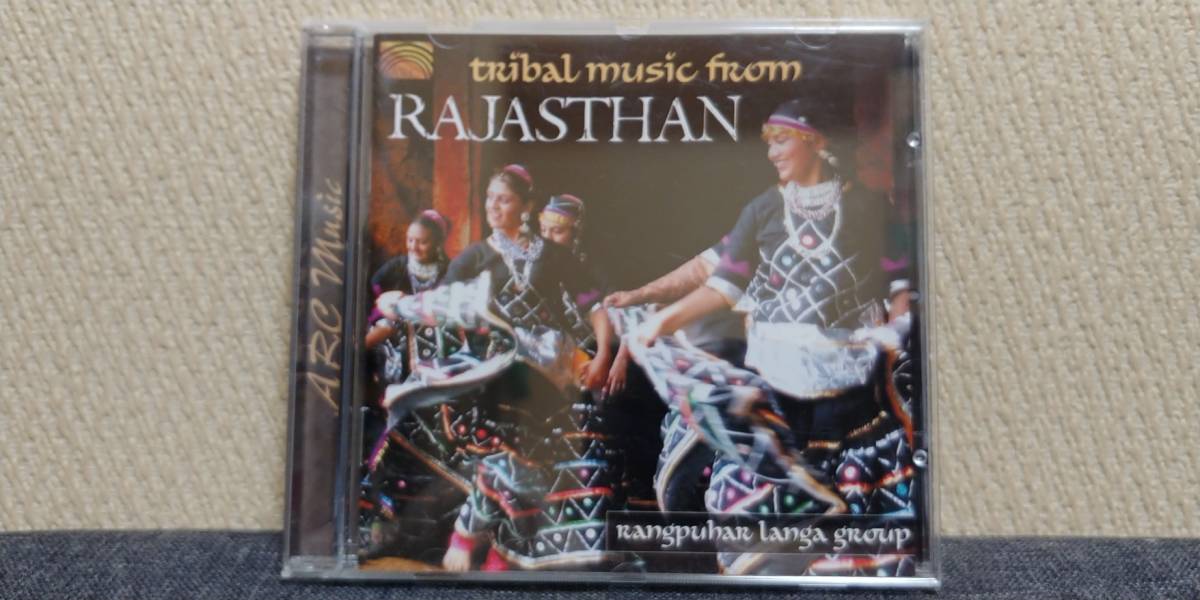 tribal music from
RAJASTHAN
ARC Music
rangpuhar langa group